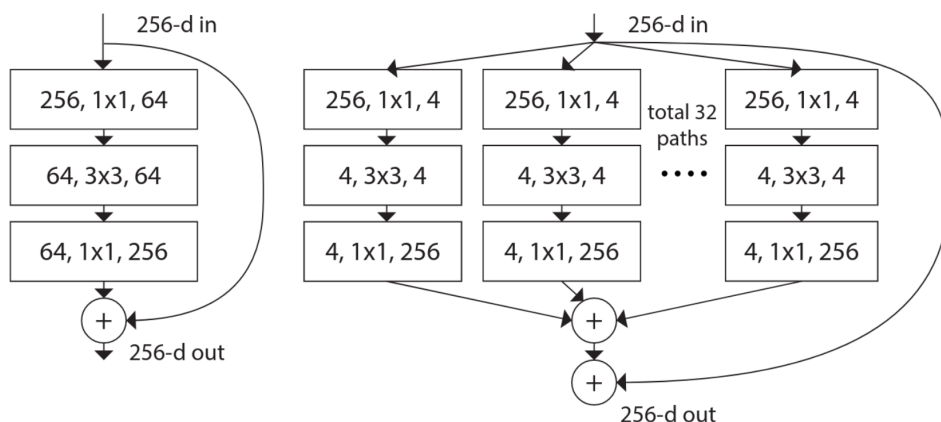 256-d in
256, 1x1, 64
64, 3x3, 64
64, 1x1, 256
+
256-d out
256-d in
256, 1x1, 4
256, 1x1, 4
total 32
paths
256, 1x1, 4
4, 3x3, 4
4, 3x3, 4
....
4, 3x3, 4
4, 1x1, 256
4, 1x1, 256
4, 1x1, 256
+
+
256-d out